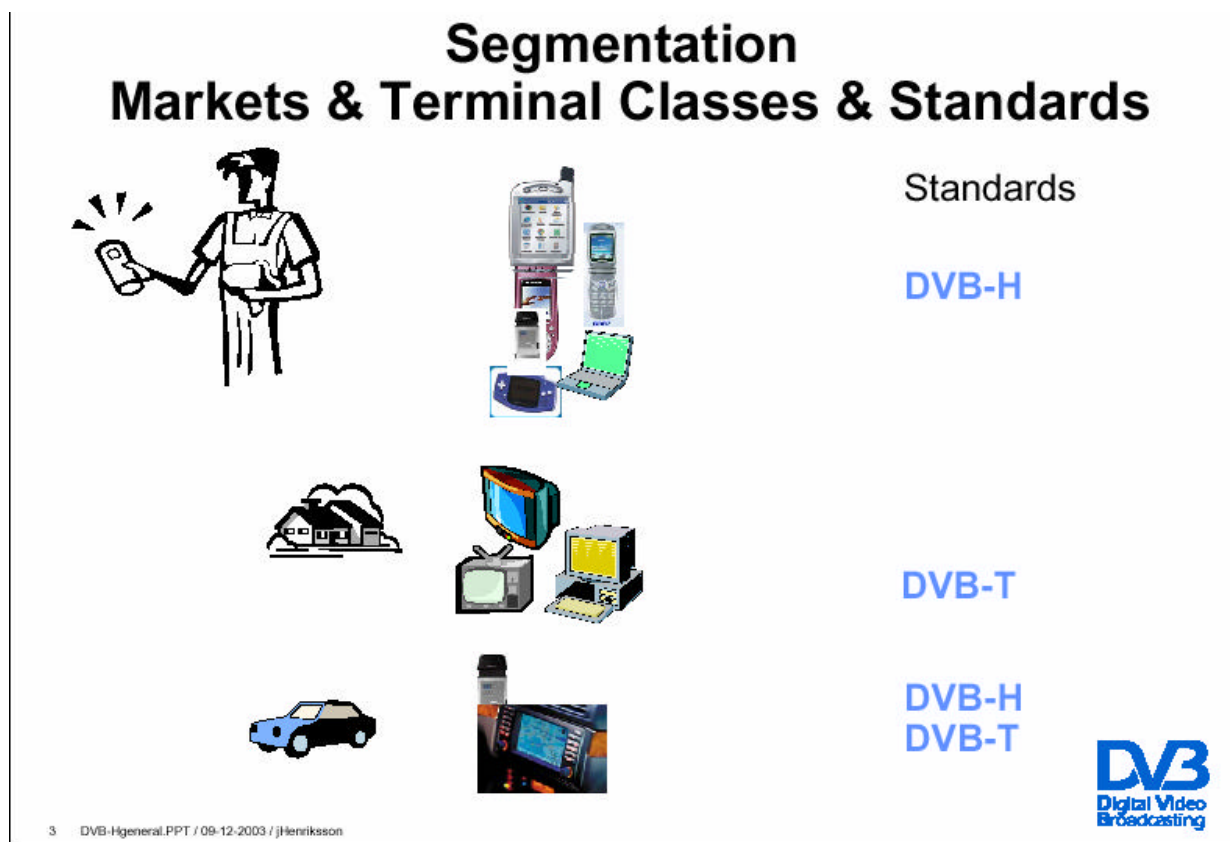 Segmentation
Markets & Terminal Classes & Standards
Standards
DVB-H
DVB-T
DVB-H
DVB-T
DVB
Digital Video
Broadcasting
3 DVB-Hgeneral.PPT / 09-12-2003 / jHenriksson